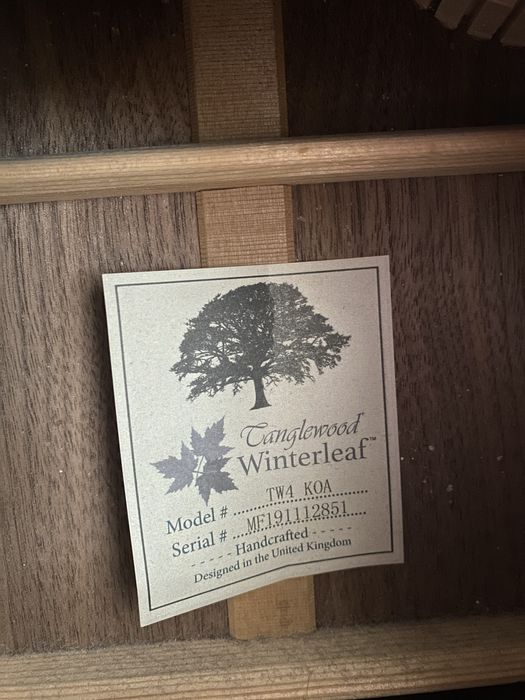 Tanglewood®
Winterleaf™
Model # .......... TW4 KOA ..........
Serial # ... MF191112851 ....
- - - - - Handcrafted - - - - -
Designed in the United Kingdom